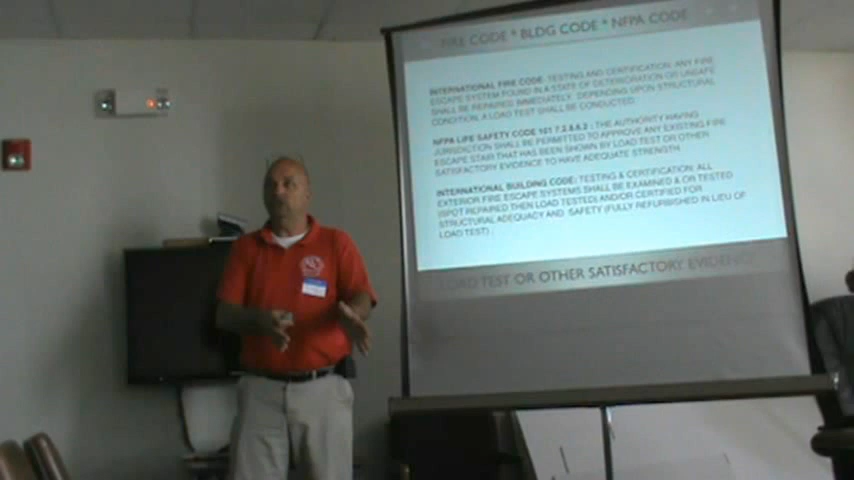 FIRE CODE * BLDG CODE * NFPA CODE
INTERNATIONAL FIRE CODE: TESTING AND CERTIFICATION: ANY FIRE
ESCAPE SYSTEM FOUND IN A STATE OF DETERIORATION OR UNSAFE
SHALL BE REPAIRED IMMEDIATELY. DEPENDING UPON STRUCTURAL
CONDITION, A LOAD TEST SHALL BE CONDUCTED.
NFPA LIFE SAFETY CODE 101 7.2.8.6.2 : THE AUTHORITY HAVING
JURISDICTION SHALL BE PERMITTED TO APPROVE ANY EXISTING FIRE
ESCAPE STAIR THAT HAS BEEN SHOWN BY LOAD TEST OR OTHER
SATISFACTORY EVIDENCE TO HAVE ADEQUATE STRENGTH.
INTERNATIONAL BUILDING CODE: TESTING & CERTIFICATION: ALL
EXTERIOR FIRE ESCAPE SYSTEMS SHALL BE EXAMINED & OR TESTED
(SPOT REPAIRED THEN LOAD TESTED) AND/OR CERTIFIED FOR
STRUCTURAL ADEQUACY AND SAFETY (FULLY REFURBISHED IN LIEU OF
LOAD TEST) .
LOAD TEST OR OTHER SATISFACTORY EVIDENCE